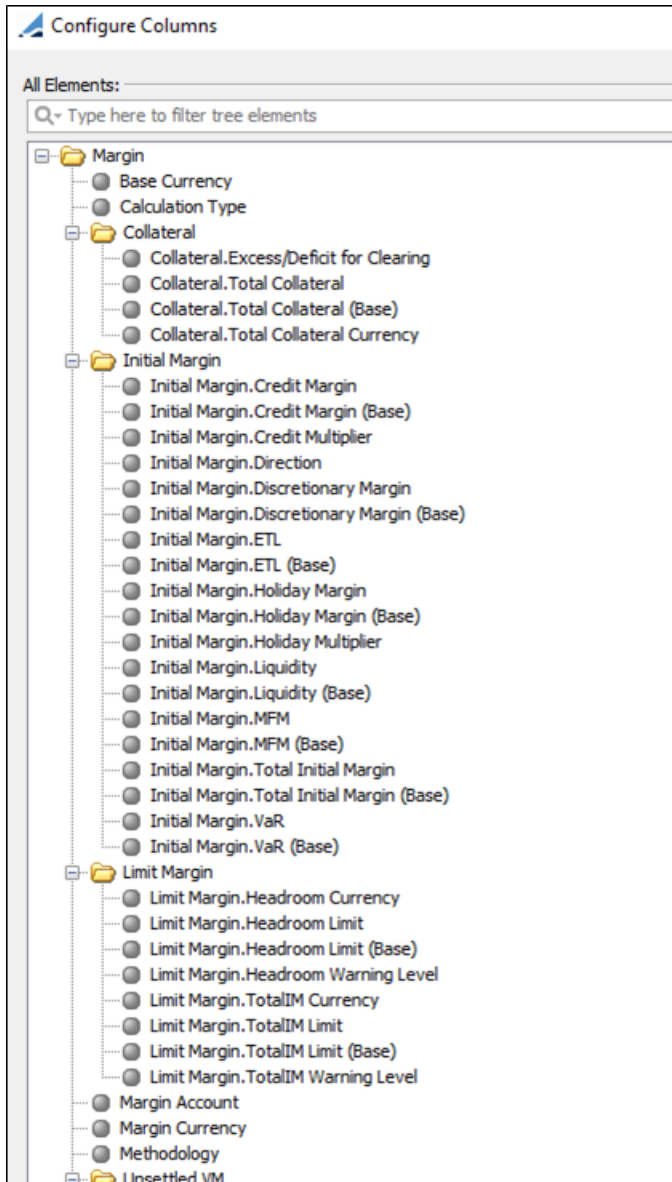 Configure Columns
All Elements:
Type here to filter tree elements
Margin
Base Currency
Calculation Type
Collateral
Collateral.Excess/Deficit for Clearing
Collateral.Total Collateral
Collateral.Total Collateral (Base)
Collateral.Total Collateral Currency
Initial Margin
Initial Margin.Credit Margin
Initial Margin.Credit Margin (Base)
Initial Margin.Credit Multiplier
Initial Margin.Direction
Initial Margin.Discretionary Margin
Initial Margin.Discretionary Margin (Base)
Initial Margin.ETL
Initial Margin.ETL (Base)
Initial Margin.Holiday Margin
Initial Margin.Holiday Margin (Base)
Initial Margin.Holiday Multiplier
Initial Margin.Liquidity
Initial Margin.Liquidity (Base)
Initial Margin.MFM
Initial Margin.MFM (Base)
Initial Margin.Total Initial Margin
Initial Margin.Total Initial Margin (Base)
Initial Margin.VaR
Initial Margin.VaR (Base)
Limit Margin
Limit Margin.Headroom Currency
Limit Margin.Headroom Limit
Limit Margin.Headroom Limit (Base)
Limit Margin.Headroom Warning Level
Limit Margin.TotalIM Currency
Limit Margin.TotalIM Limit
Limit Margin.TotalIM Limit (Base)
Limit Margin.TotalIM Warning Level
Margin Account
Margin Currency
Methodology
Unsettled VM